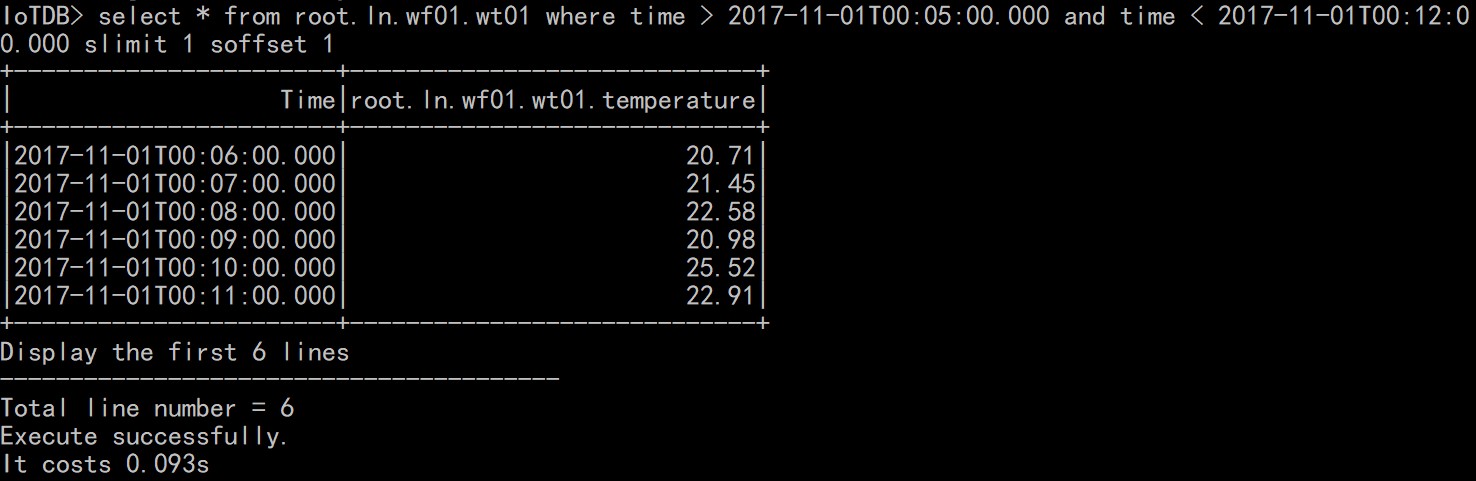 IoTDB> select * from root.ln.wf01.wt01 where time > 2017-11-01T00:05:00.000 and time < 2017-11-01T00:12:0
0.000 slimit 1 soffset 1
+-----------------------+-----------------------------+
|                   Time|root.ln.wf01.wt01.temperature|
+-----------------------+-----------------------------+
|2017-11-01T00:06:00.000|                        20.71|
|2017-11-01T00:07:00.000|                        21.45|
|2017-11-01T00:08:00.000|                        22.58|
|2017-11-01T00:09:00.000|                        20.98|
|2017-11-01T00:10:00.000|                        25.52|
|2017-11-01T00:11:00.000|                        22.91|
+-----------------------+-----------------------------+
Display the first 6 lines
----------------------------------------
Total line number = 6
Execute successfully.
It costs 0.093s